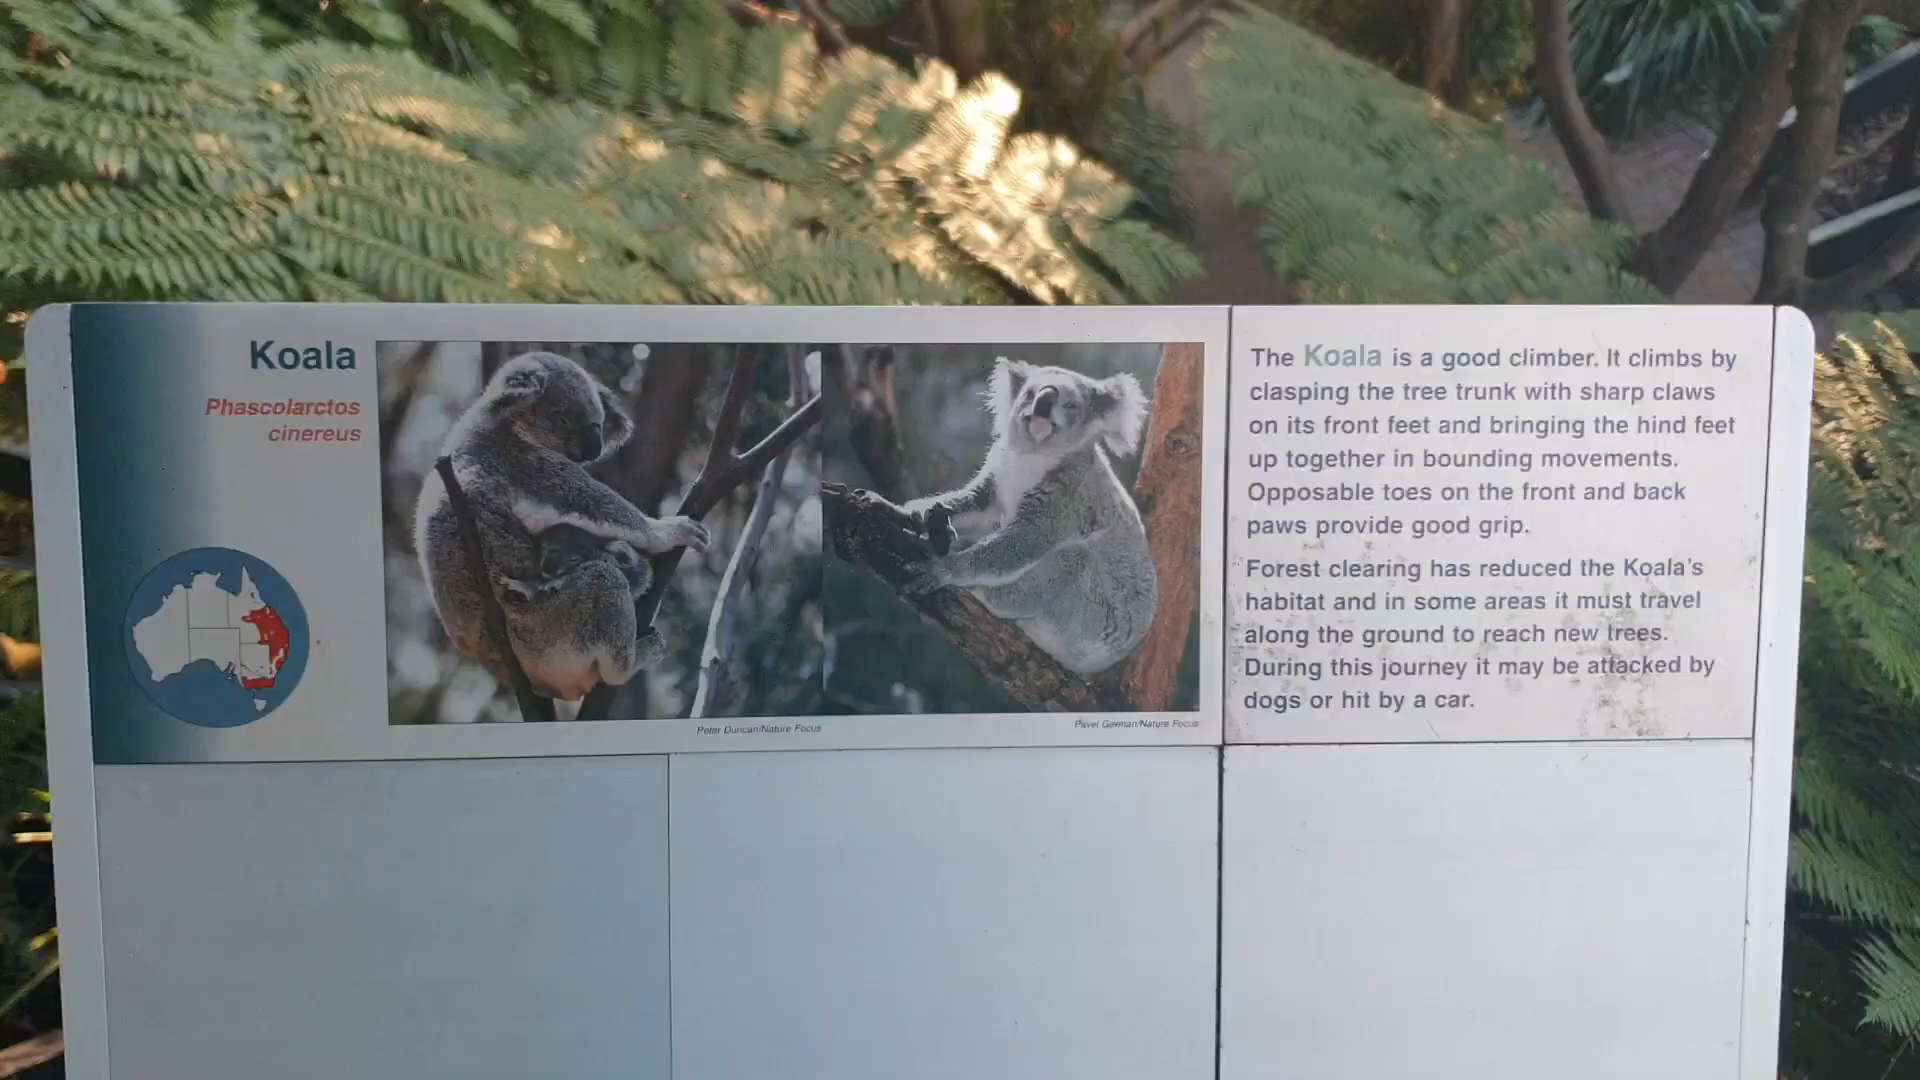 Koala
Phascolarctos
cinereus
Peter Duncan/Nature Focus
Pavel German/Nature Focus
The Koala is a good climber. It climbs by
clasping the tree trunk with sharp claws
on its front feet and bringing the hind feet
up together in bounding movements.
Opposable toes on the front and back
paws provide good grip.
Forest clearing has reduced the Koala's
habitat and in some areas it must travel
along the ground to reach new trees.
During this journey it may be attacked by
dogs or hit by a car.